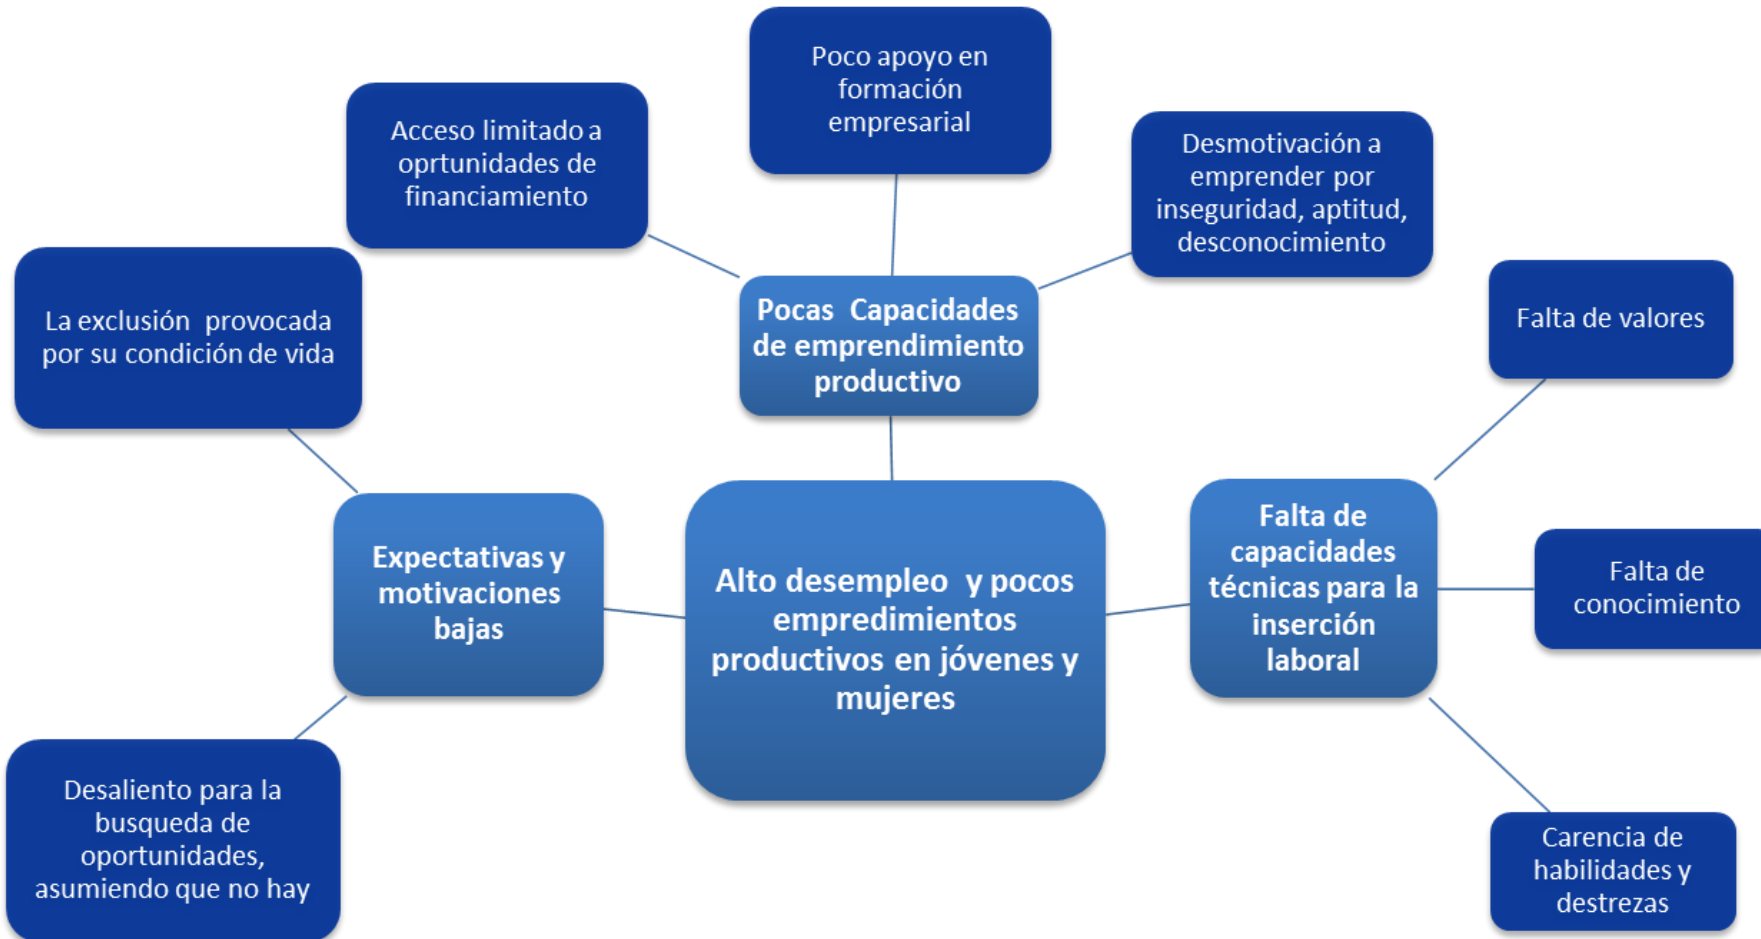 Poco apoyo en
formación
empresarial
Acceso limitado a
oprtunidades de
financiamiento
Desmotivación a
emprender por
inseguridad, aptitud,
desconocimiento
La exclusión provocada
por su condición de vida
Pocas Capacidades
de emprendimiento
productivo
Falta de valores
Expectativas y
motivaciones
bajas
Alto desempleo y pocos
empredimientos
productivos en jóvenes y
mujeres
Falta de
capacidades
técnicas para la
inserción
laboral
Falta de
conocimiento
Desaliento para la
busqueda de
oportunidades,
asumiendo que no hay
Carencia de
habilidades y
destrezas